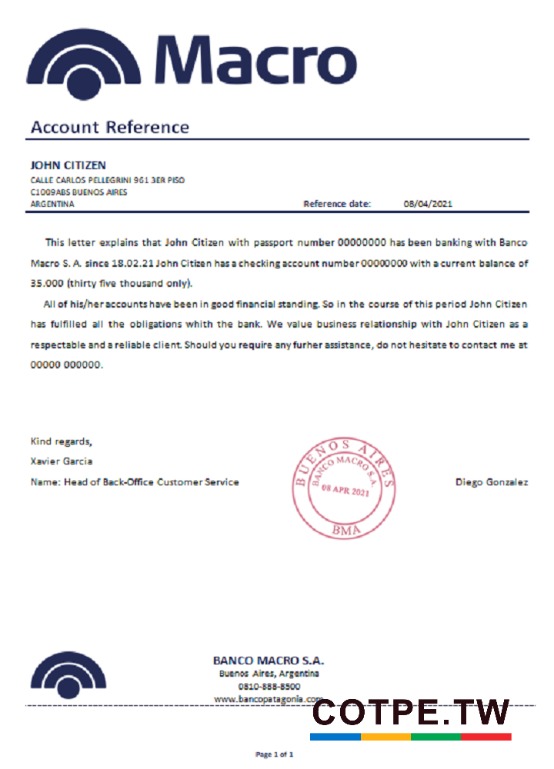 Macro
Account Reference
JOHN CITIZEN
CALLE CARLOS PELLEGRINI 961 3ER PISO
C1009ABS BUENOS AIRES
ARGENTINA
Reference date: 08/04/2021
This letter explains that John Citizen with passport number 00000000 has been banking with Banco
Macro S. A. since 18.02.21 John Citizen has a checking account number 00000000 with a current balance of
35.000 (thirty five thousand only).
All of his/her accounts have been in good financial standing. So in the course of this period John Citizen
has fulfilled all the obligations whith the bank. We value business relationship with John Citizen as a
respectable and a reliable client. Should you require any furher assistance, do not hesitate to contact me at
00000 000000.
Kind regards,
Xavier Garcia
Name: Head of Back-Office Customer Service
BUENOS AIRES
BANCO MACRO S.A.
08 APR 2021
BMA
Diego Gonzalez
BANCO MACRO S.A.
Buenos Aires, Argentina
0810-888-8500
www.bancopatagonia.com
COTPE.TW
Page 1 of 1